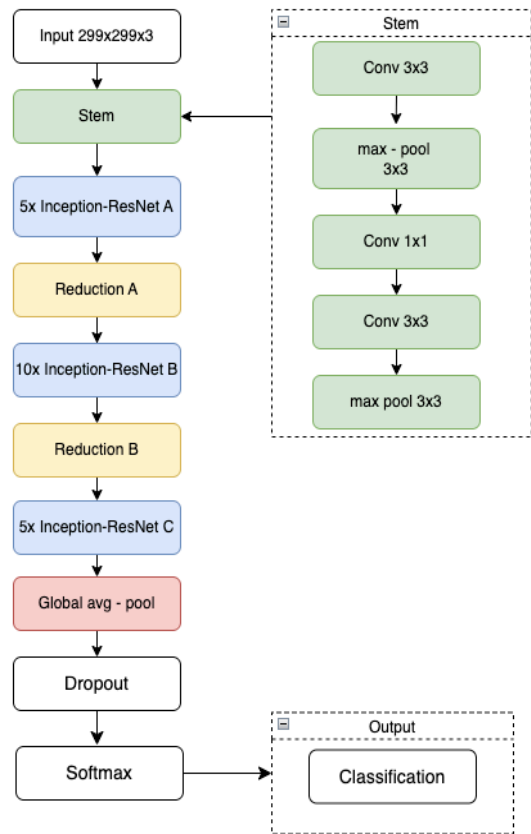 Input 299x299x3
Stem
5x Inception-ResNet A
Reduction A
10x Inception-ResNet B
Reduction B
5x Inception-ResNet C
Global avg - pool
Dropout
Softmax
Stem
Conv 3x3
max - pool
3x3
Conv 1x1
Conv 3x3
max pool 3x3
Output
Classification